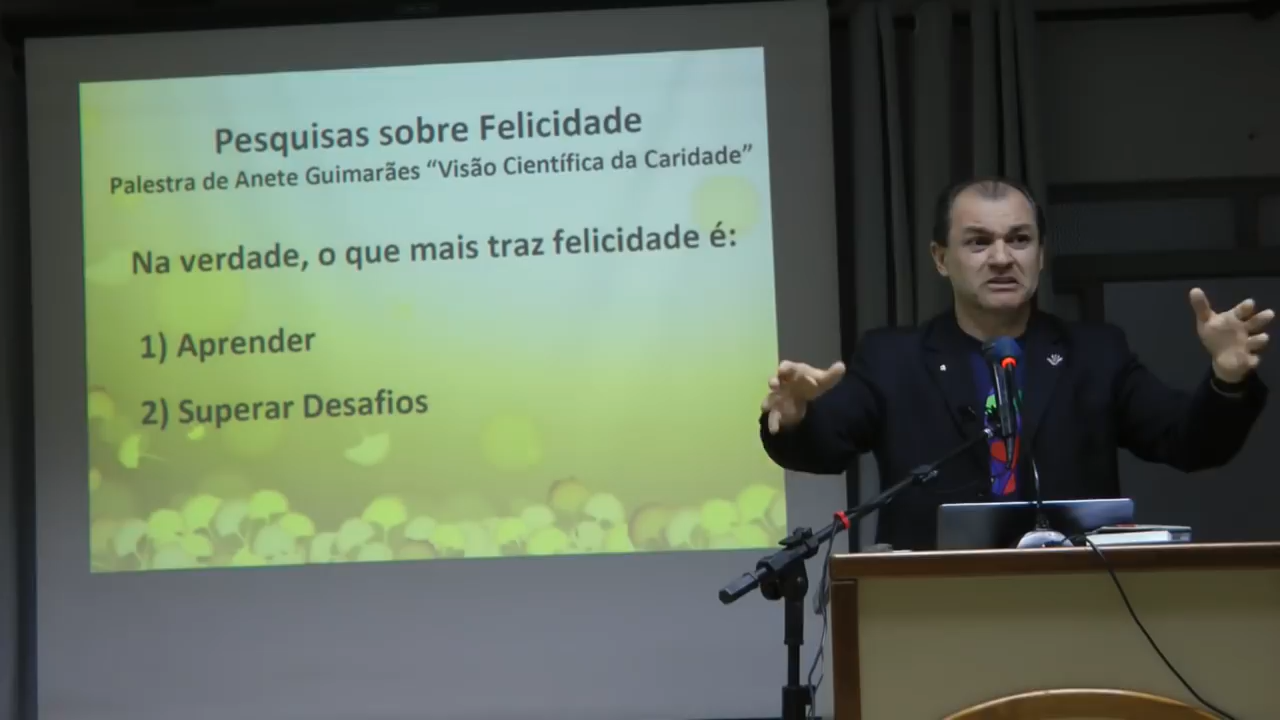 Pesquisas sobre Felicidade
Palestra de Anete Guimarães “Visão Científica da Caridade”
Na verdade, o que mais traz felicidade é:
1) Aprender
2) Superar Desafios